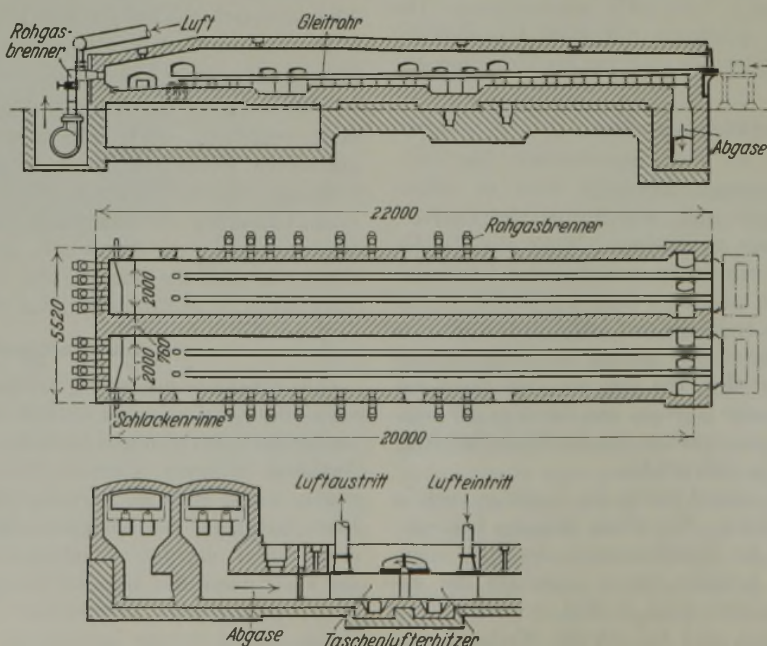 Rohgas-
brenner
Luft
Gleitrohr
Abgase
22000
Rohgasbrenner
5520
2000
760
2000
Schlackenrinne
20000
Luftaustritt
Lufteintritt
Abgase
Taschenlufterhitzer